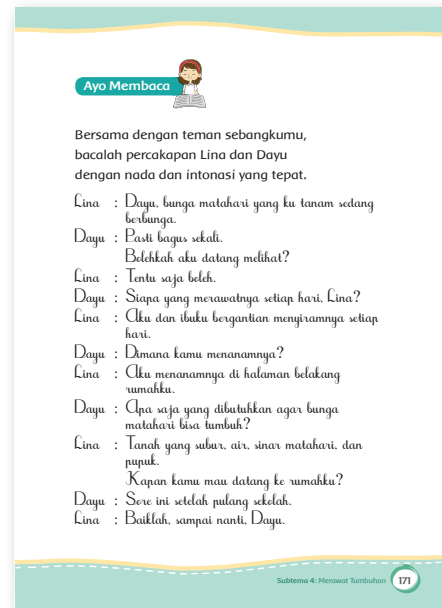 Ayo Membaca
Bersama dengan teman sebangkumu,
bacalah percakapan Lina dan Dayu
dengan nada dan intonasi yang tepat.
Lina : Dayu, bunga matahari yang ku tanam sedang
berbunga.
Dayu : Pasti bagus sekali.
Bolehkah aku datang melihat?
Lina : Tentu saja boleh.
Dayu : Siapa yang merawatnya setiap hari, Lina?
Lina : Aku dan ibuku bergantian menyiramnya setiap
hari.
Dayu : Dimana kamu menanamnya?
Lina : Aku menanamnya di halaman belakang
rumahku.
Dayu : Apa saja yang dibutuhkan agar bunga
matahari bisa tumbuh?
Lina : Tanah yang subur, air, sinar matahari, dan
pupuk.
Kapan kamu mau datang ke rumahku?
Dayu : Sore ini setelah pulang sekolah.
Lina : Baiklah, sampai nanti, Dayu.
Subtema 4: Merawat Tumbuhan 171